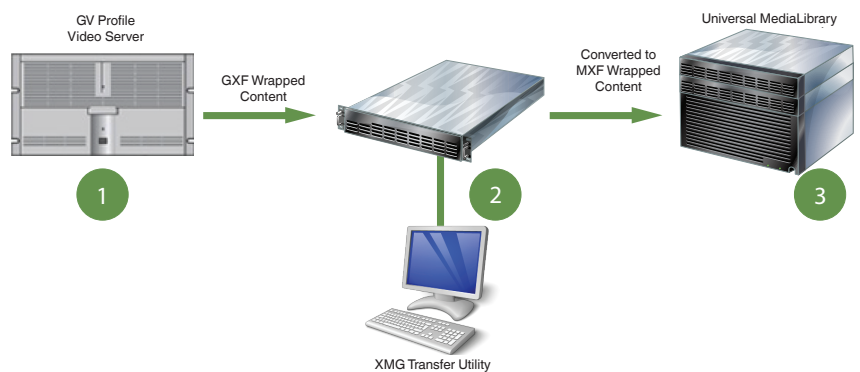 GV Profile
Video Server
Universal MediaLibrary
GXF Wrapped
Content
Converted to
MXF Wrapped
Content
1
2
3
XMG Transfer Utility